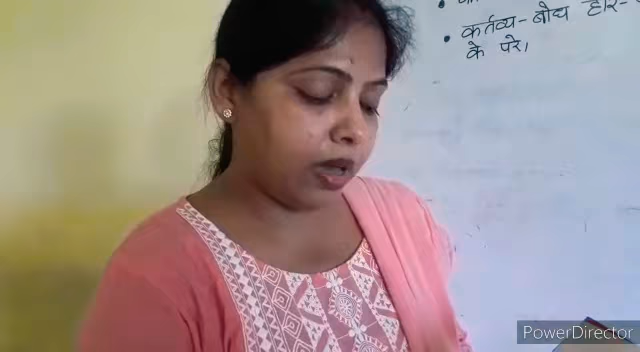 • कर्तव्य-बोध हार-
के परे।
PowerDirector